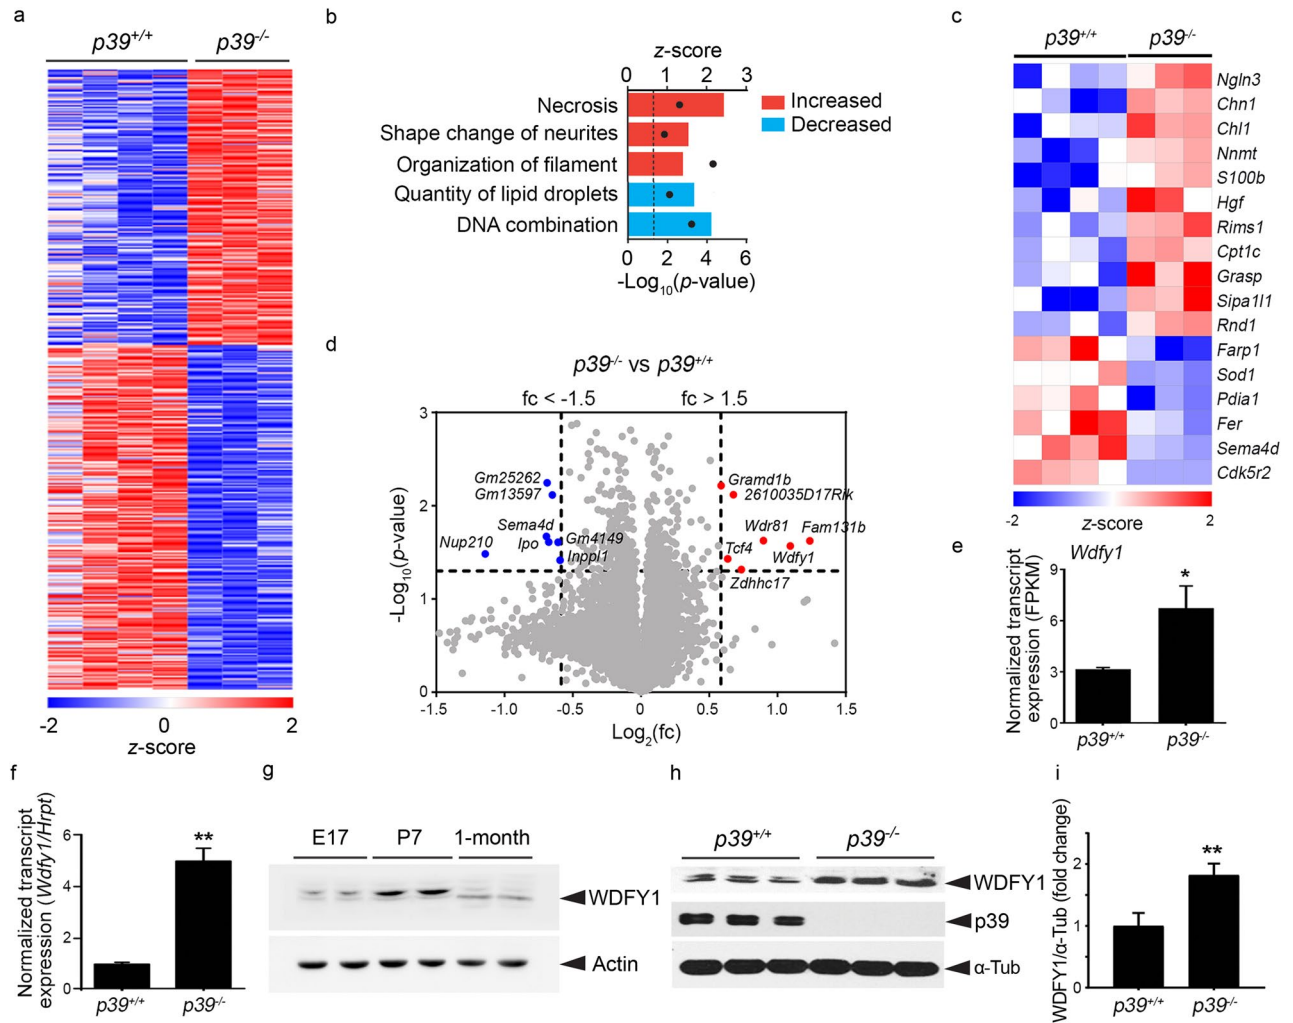 a
p39+/+ p39-/-
-2 0 2
z-score
b
z-score
0 1 2 3
Necrosis
Shape change of neurites
Organization of filament
Quantity of lipid droplets
DNA combination
0 2 4 6
-Log10(p-value)
Increased
Decreased
c
p39+/+ p39-/-
Ngln3
Chn1
Chl1
Nnmt
S100b
Hgf
Rims1
Cpt1c
Grasp
Sipa1l1
Rnd1
Farp1
Sod1
Pdia1
Fer
Sema4d
Cdk5r2
-2 z-score 2
d
p39-/- vs p39+/+
fc < -1.5 fc > 1.5
-Log10(p-value)
3
2
1
0
Gm25262
Gm13597
Sema4d
Nup210
Ipo
Gm4149
Inppl1
Gramd1b
2610035D17Rik
Wdr81
Fam131b
Tcf4
Wdfy1
Zdhhc17
-1.5 -1.0 -0.5 0 0.5 1.0 1.5
Log2(fc)
e
Wdfy1
Normalized transcript
expression (FPKM)
9
6
3
0
*
p39+/+ p39-/-
f
Normalized transcript
expression (Wdfy1/Hrpt)
6
4
2
0
**
p39+/+ p39-/-
g
E17 P7 1-month
WDFY1
Actin
h
p39+/+ p39-/-
WDFY1
p39
α-Tub
i
WDFY1/α-Tub (fold change)
2
1
0
**
p39+/+ p39-/-